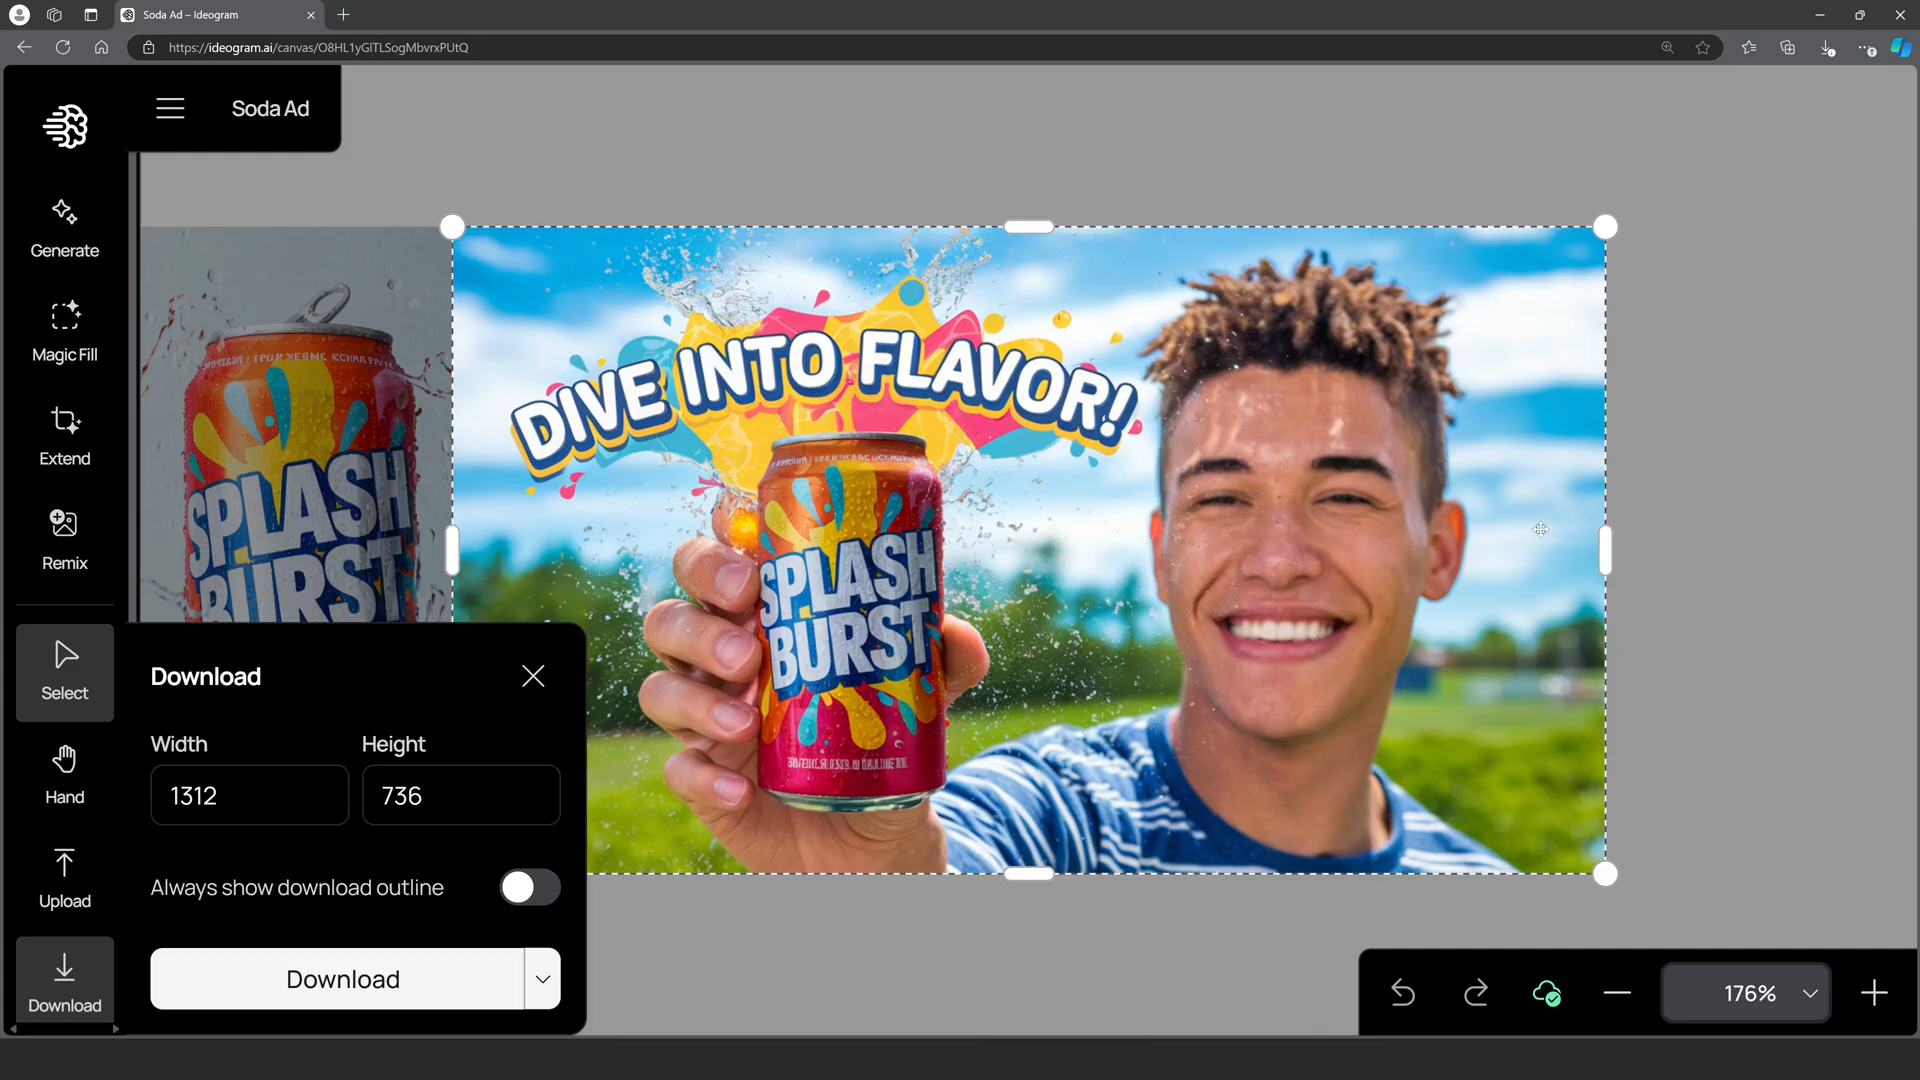 Soda Ad – Ideogram
https://ideogram.ai/canvas/O8HL1yGlTLSogMbvrxPUtQ
Soda Ad
Generate
Magic Fill
Extend
Remix
Select
Hand
Upload
Download
SPLASH
BURST
DIVE INTO FLAVOR!
SPLASH
BURST
Download
Width
Height
1312
736
Always show download outline
Download
176%